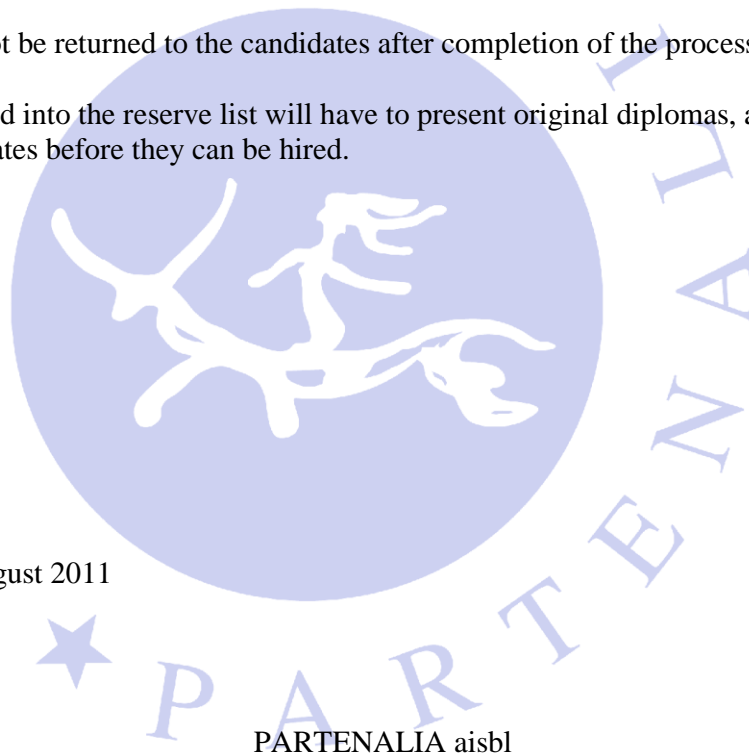 t be returned to the candidates after completion of the process
d into the reserve list will have to present original diplomas, a
ates before they can be hired.
gust 2011
PARTENALI
PARTENALIA aisbl